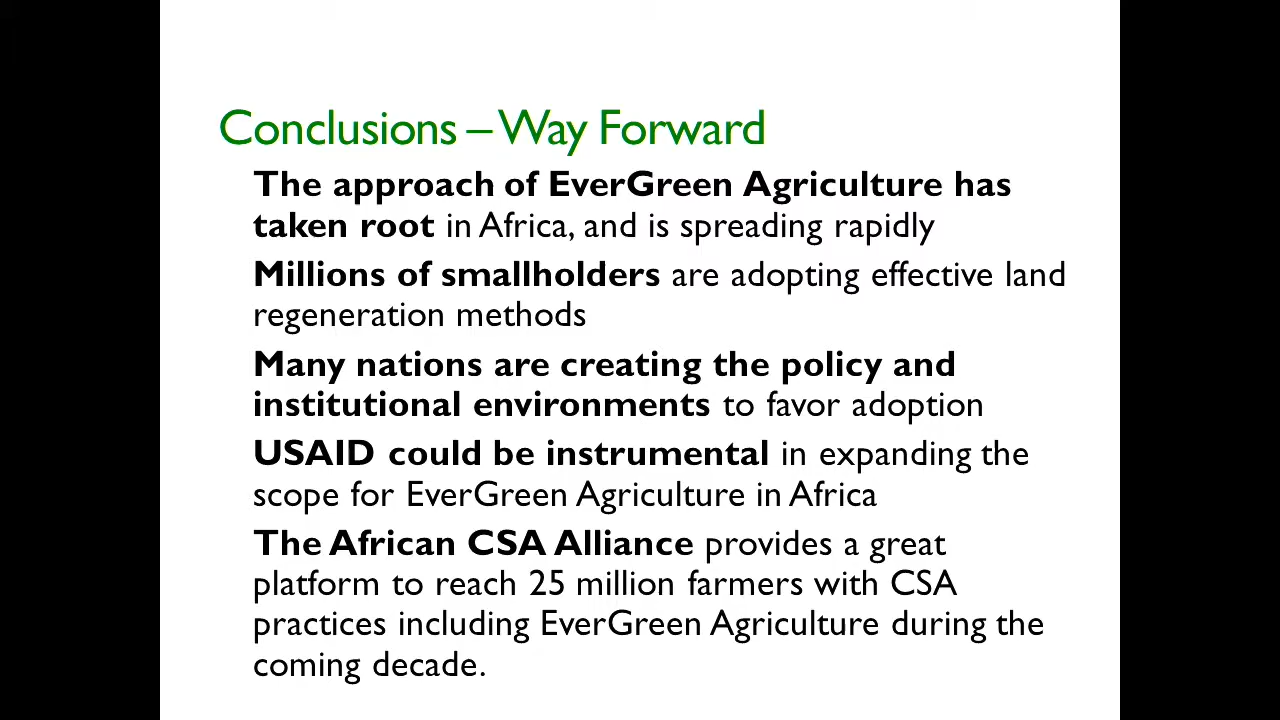 Conclusions – Way Forward
The approach of EverGreen Agriculture has
taken root in Africa, and is spreading rapidly
Millions of smallholders are adopting effective land
regeneration methods
Many nations are creating the policy and
institutional environments to favor adoption
USAID could be instrumental in expanding the
scope for EverGreen Agriculture in Africa
The African CSA Alliance provides a great
platform to reach 25 million farmers with CSA
practices including EverGreen Agriculture during the
coming decade.